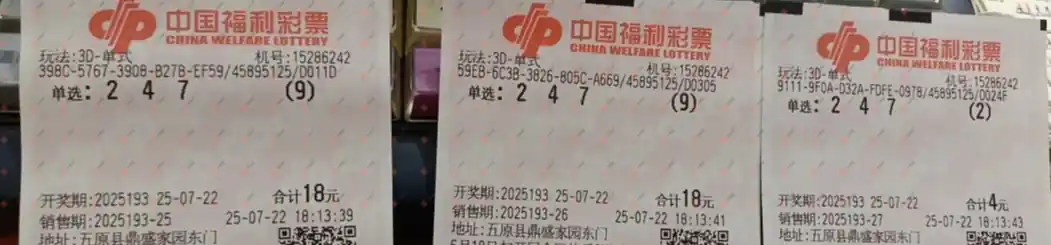 中国福利彩票
CHINA WELFARE LOTTERY
玩法:3D-单式 机号:15286242
398C-5767-3908-B27B-EF59/45895125/D011D
单选: 2 4 7 (9)
开奖期:2025193 25-07-22 合计18元
销售期:2025193-25 25-07-22 18:13:39
地址:五原县鼎盛家园东门
中国福利彩票
CHINA WELFARE LOTTERY
玩法:3D-单式 机号:15286242
59EB-6C3B-3826-805C-A669/45895125/D0305
单选: 2 4 7 (9)
开奖期:2025193 25-07-22 合计18元
销售期:2025193-26 25-07-22 18:13:41
地址:五原县鼎盛家园东门
中国福利彩票
CHINA WELFARE LOTTERY
玩法:3D-单式 机号:15286242
9111-9F0A-D32A-FDFE-0978/45895125/D024F
单选: 2 4 7 (2)
开奖期:2025193 25-07-22 合计4元
销售期:2025193-27 25-07-22 18:13:43
地址:五原县鼎盛家园东门